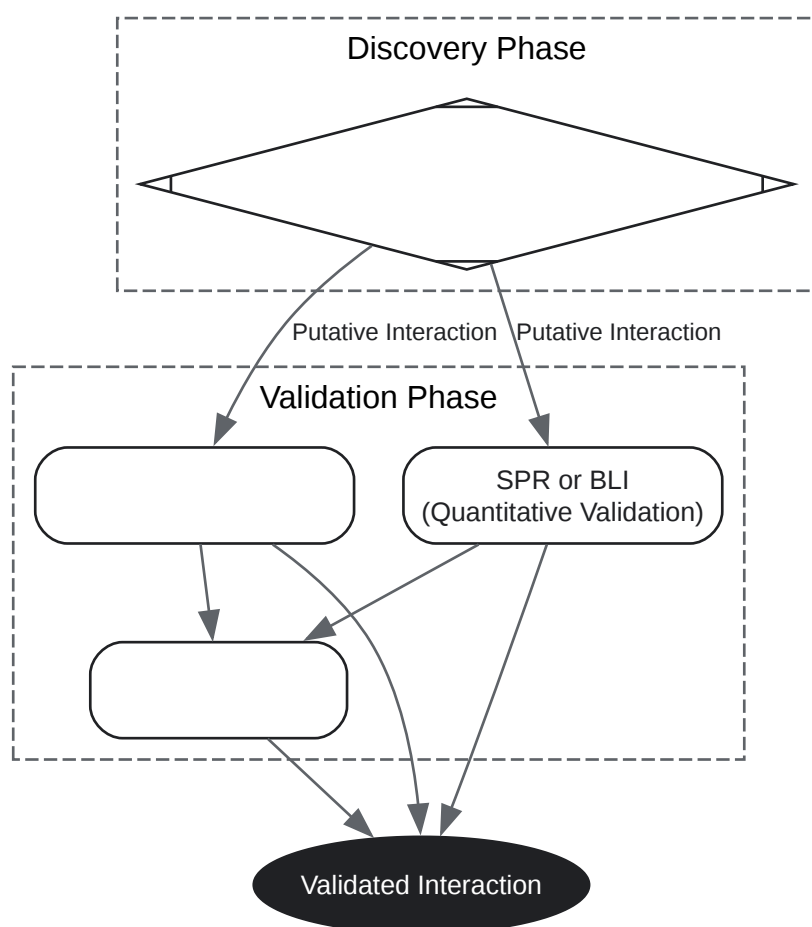 Discovery Phase
Putative Interaction
Putative Interaction
Validation Phase
SPR or BLI
(Quantitative Validation)
Validated Interaction